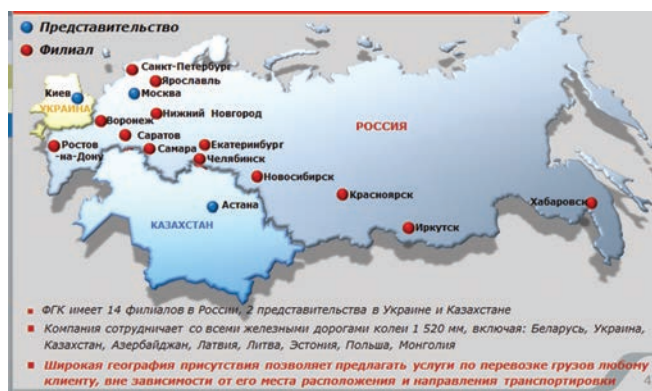 Представительство
Филиал
Санкт-Петербург
Ярославль
Киев
Москва
УКРАИНА
Нижний Новгород
Воронеж
РОССИЯ
Саратов
Ростов
-на-Дону
Самара
Екатеринбург
Челябинск
Новосибирск
Красноярск
Хабаровск
Астана
КАЗАХСТАН
Иркутск
ФГК имеет 14 филиалов в России, 2 представительства в Украине и Казахстане
Компания сотрудничает со всеми железными дорогами колеи 1 520 мм, включая: Беларусь, Украина,
Казахстан, Азербайджан, Латвия, Литва, Эстония, Польша, Монголия
Широкая география присутствия позволяет предлагать услуги по перевозке грузов любому
клиенту, вне зависимости от его места расположения и направления транспортировки
4